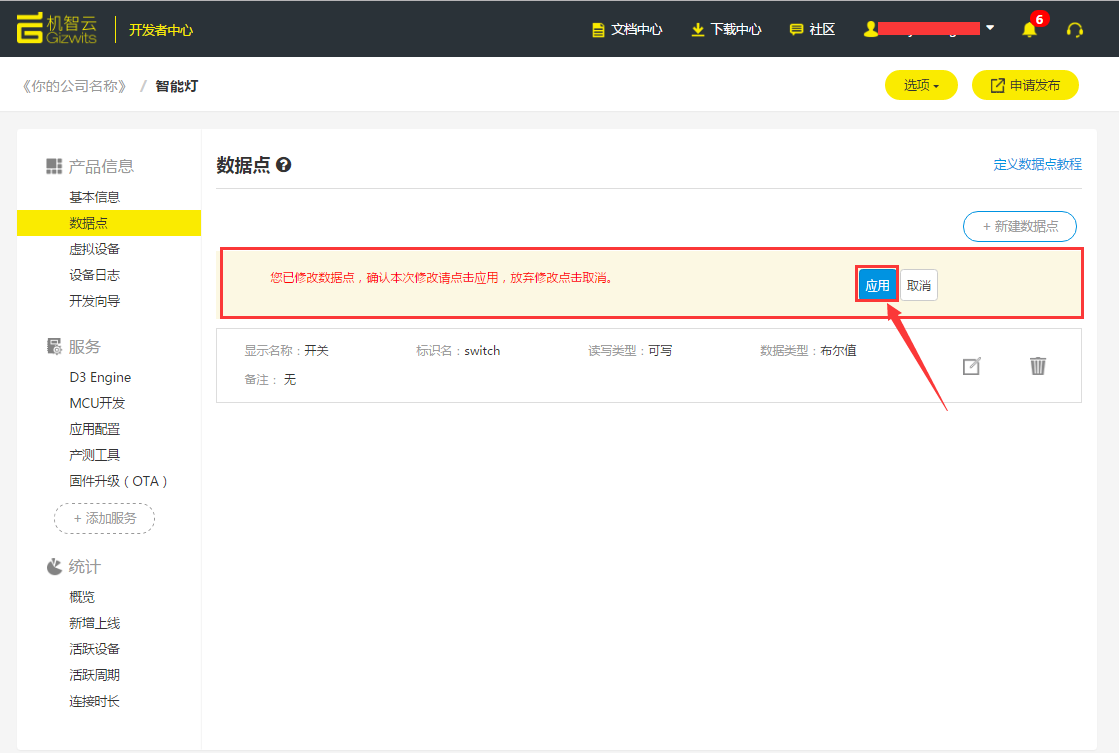 机智云 Gizwits 开发者中心 文档中心 下载中心 社区 6
《你的公司名称》 / 智能灯 选项 申请发布
产品信息
基本信息
数据点
虚拟设备
设备日志
开发向导
服务
D3 Engine
MCU开发
应用配置
产测工具
固件升级（OTA）
+ 添加服务
统计
概览
新增上线
活跃设备
活跃周期
连接时长
数据点 ? 定义数据点教程
+ 新建数据点
您已修改数据点，确认本次修改请点击应用，放弃修改点击取消。 应用 取消
显示名称：开关 标识名：switch 读写类型：可写 数据类型：布尔值
备注： 无